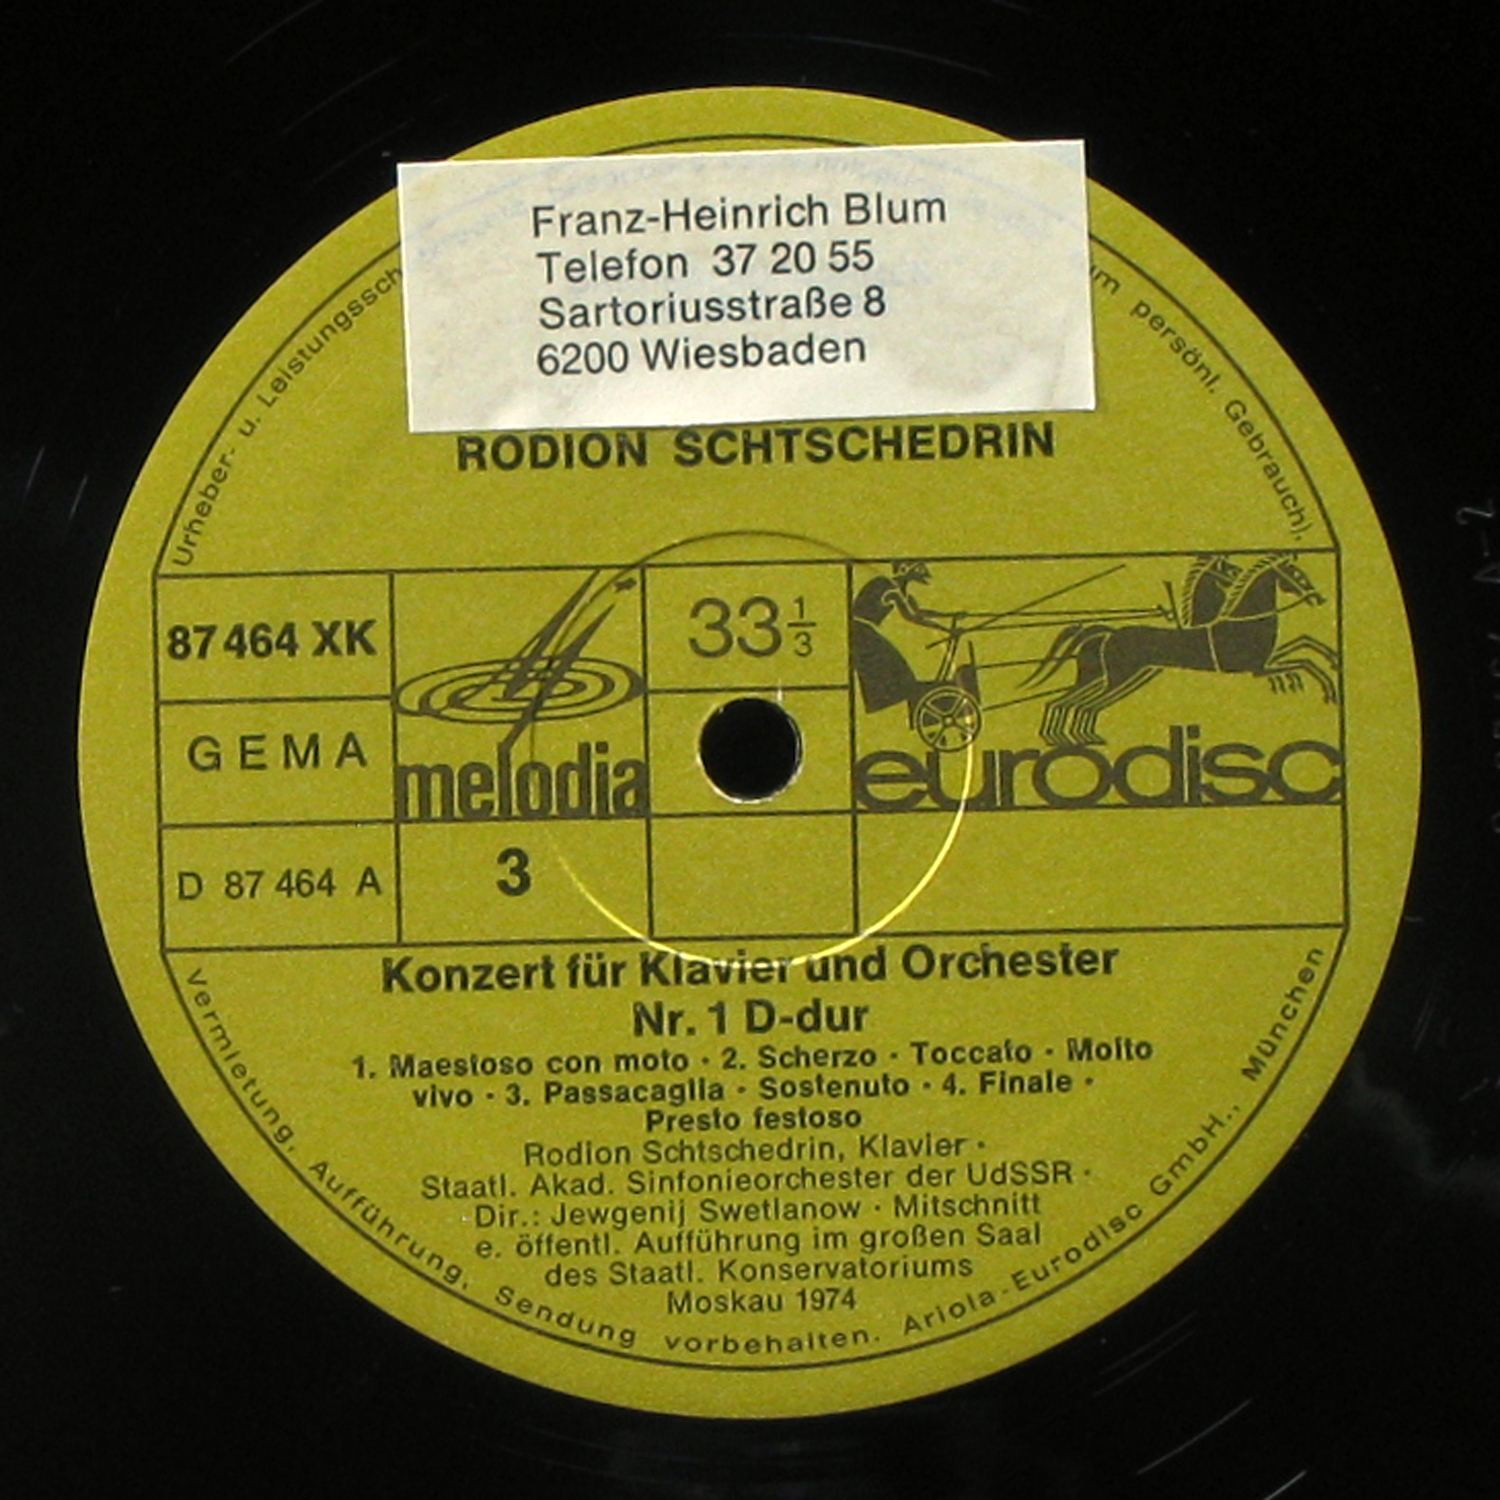 Franz-Heinrich Blum
Telefon 37 20 55
Sartoriusstraße 8
6200 Wiesbaden
Urheber- u. Leistungssch
persönl. Gebrauch),
RODION SCHTSCHEDRIN
87 464 XK
33 1/3
GEMA
melodia
eurodisc
D 87 464 A
3
Konzert für Klavier und Orchester
Nr. 1 D-dur
1. Maestoso con moto · 2. Scherzo · Toccato · Molto
vivo · 3. Passacaglia · Sostenuto · 4. Finale ·
Presto festoso
Rodion Schtschedrin, Klavier ·
Staatl. Akad. Sinfonieorchester der UdSSR ·
Dir.: Jewgenij Swetlanow · Mitschnitt
e. öffentl. Aufführung im großen Saal
des Staatl. Konservatoriums
Moskau 1974
Vermietung, Aufführung, Sendung vorbehalten. Ariola-Eurodisc GmbH., München